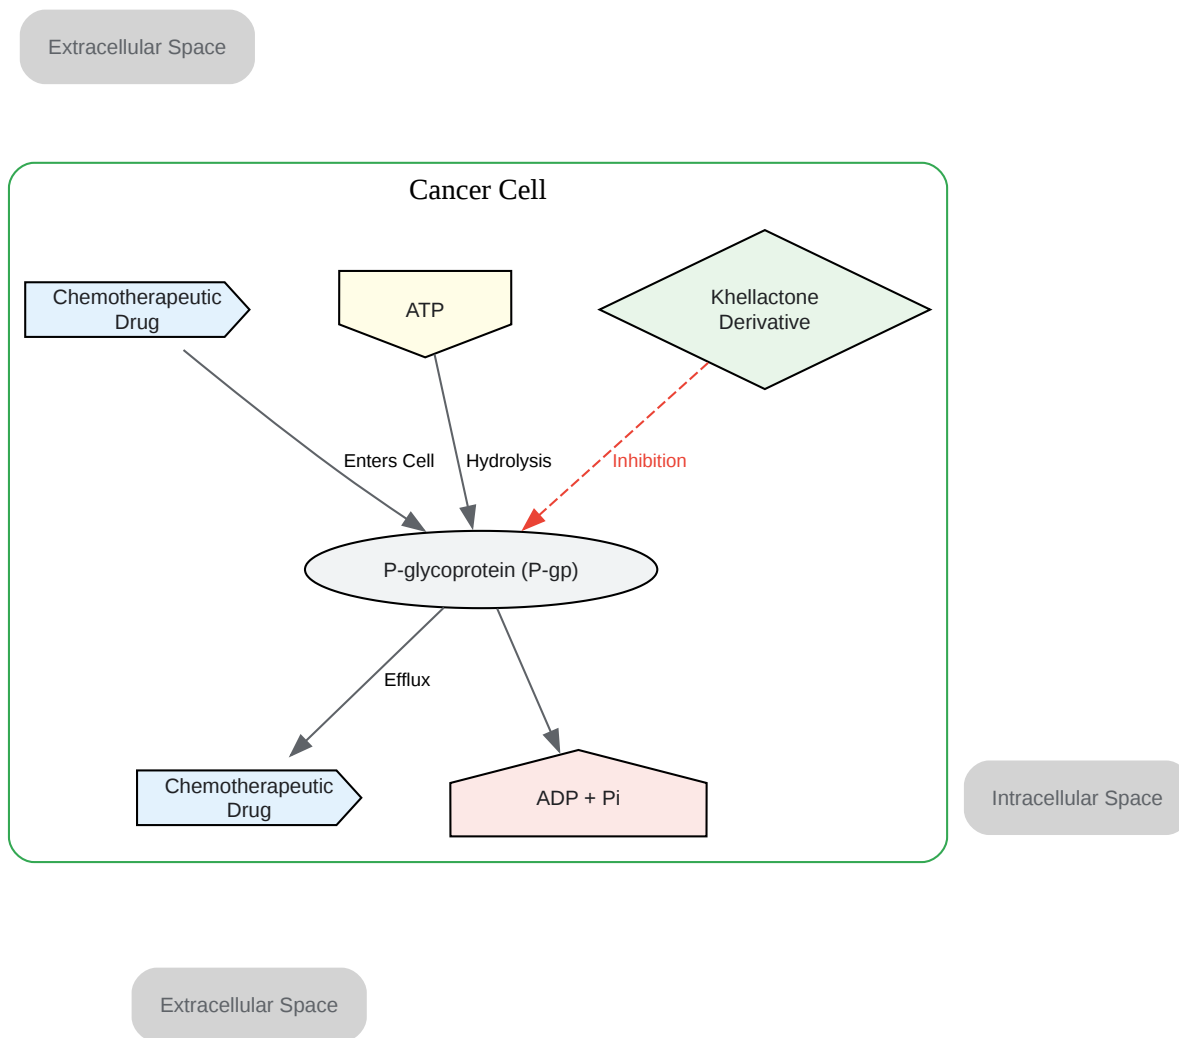 Extracellular Space
Cancer Cell
Chemotherapeutic
Drug
ATP
Khellactone
Derivative
Enters Cell
Hydrolysis
Inhibition
P-glycoprotein (P-gp)
Efflux
Chemotherapeutic
Drug
ADP + Pi
Intracellular Space
Extracellular Space